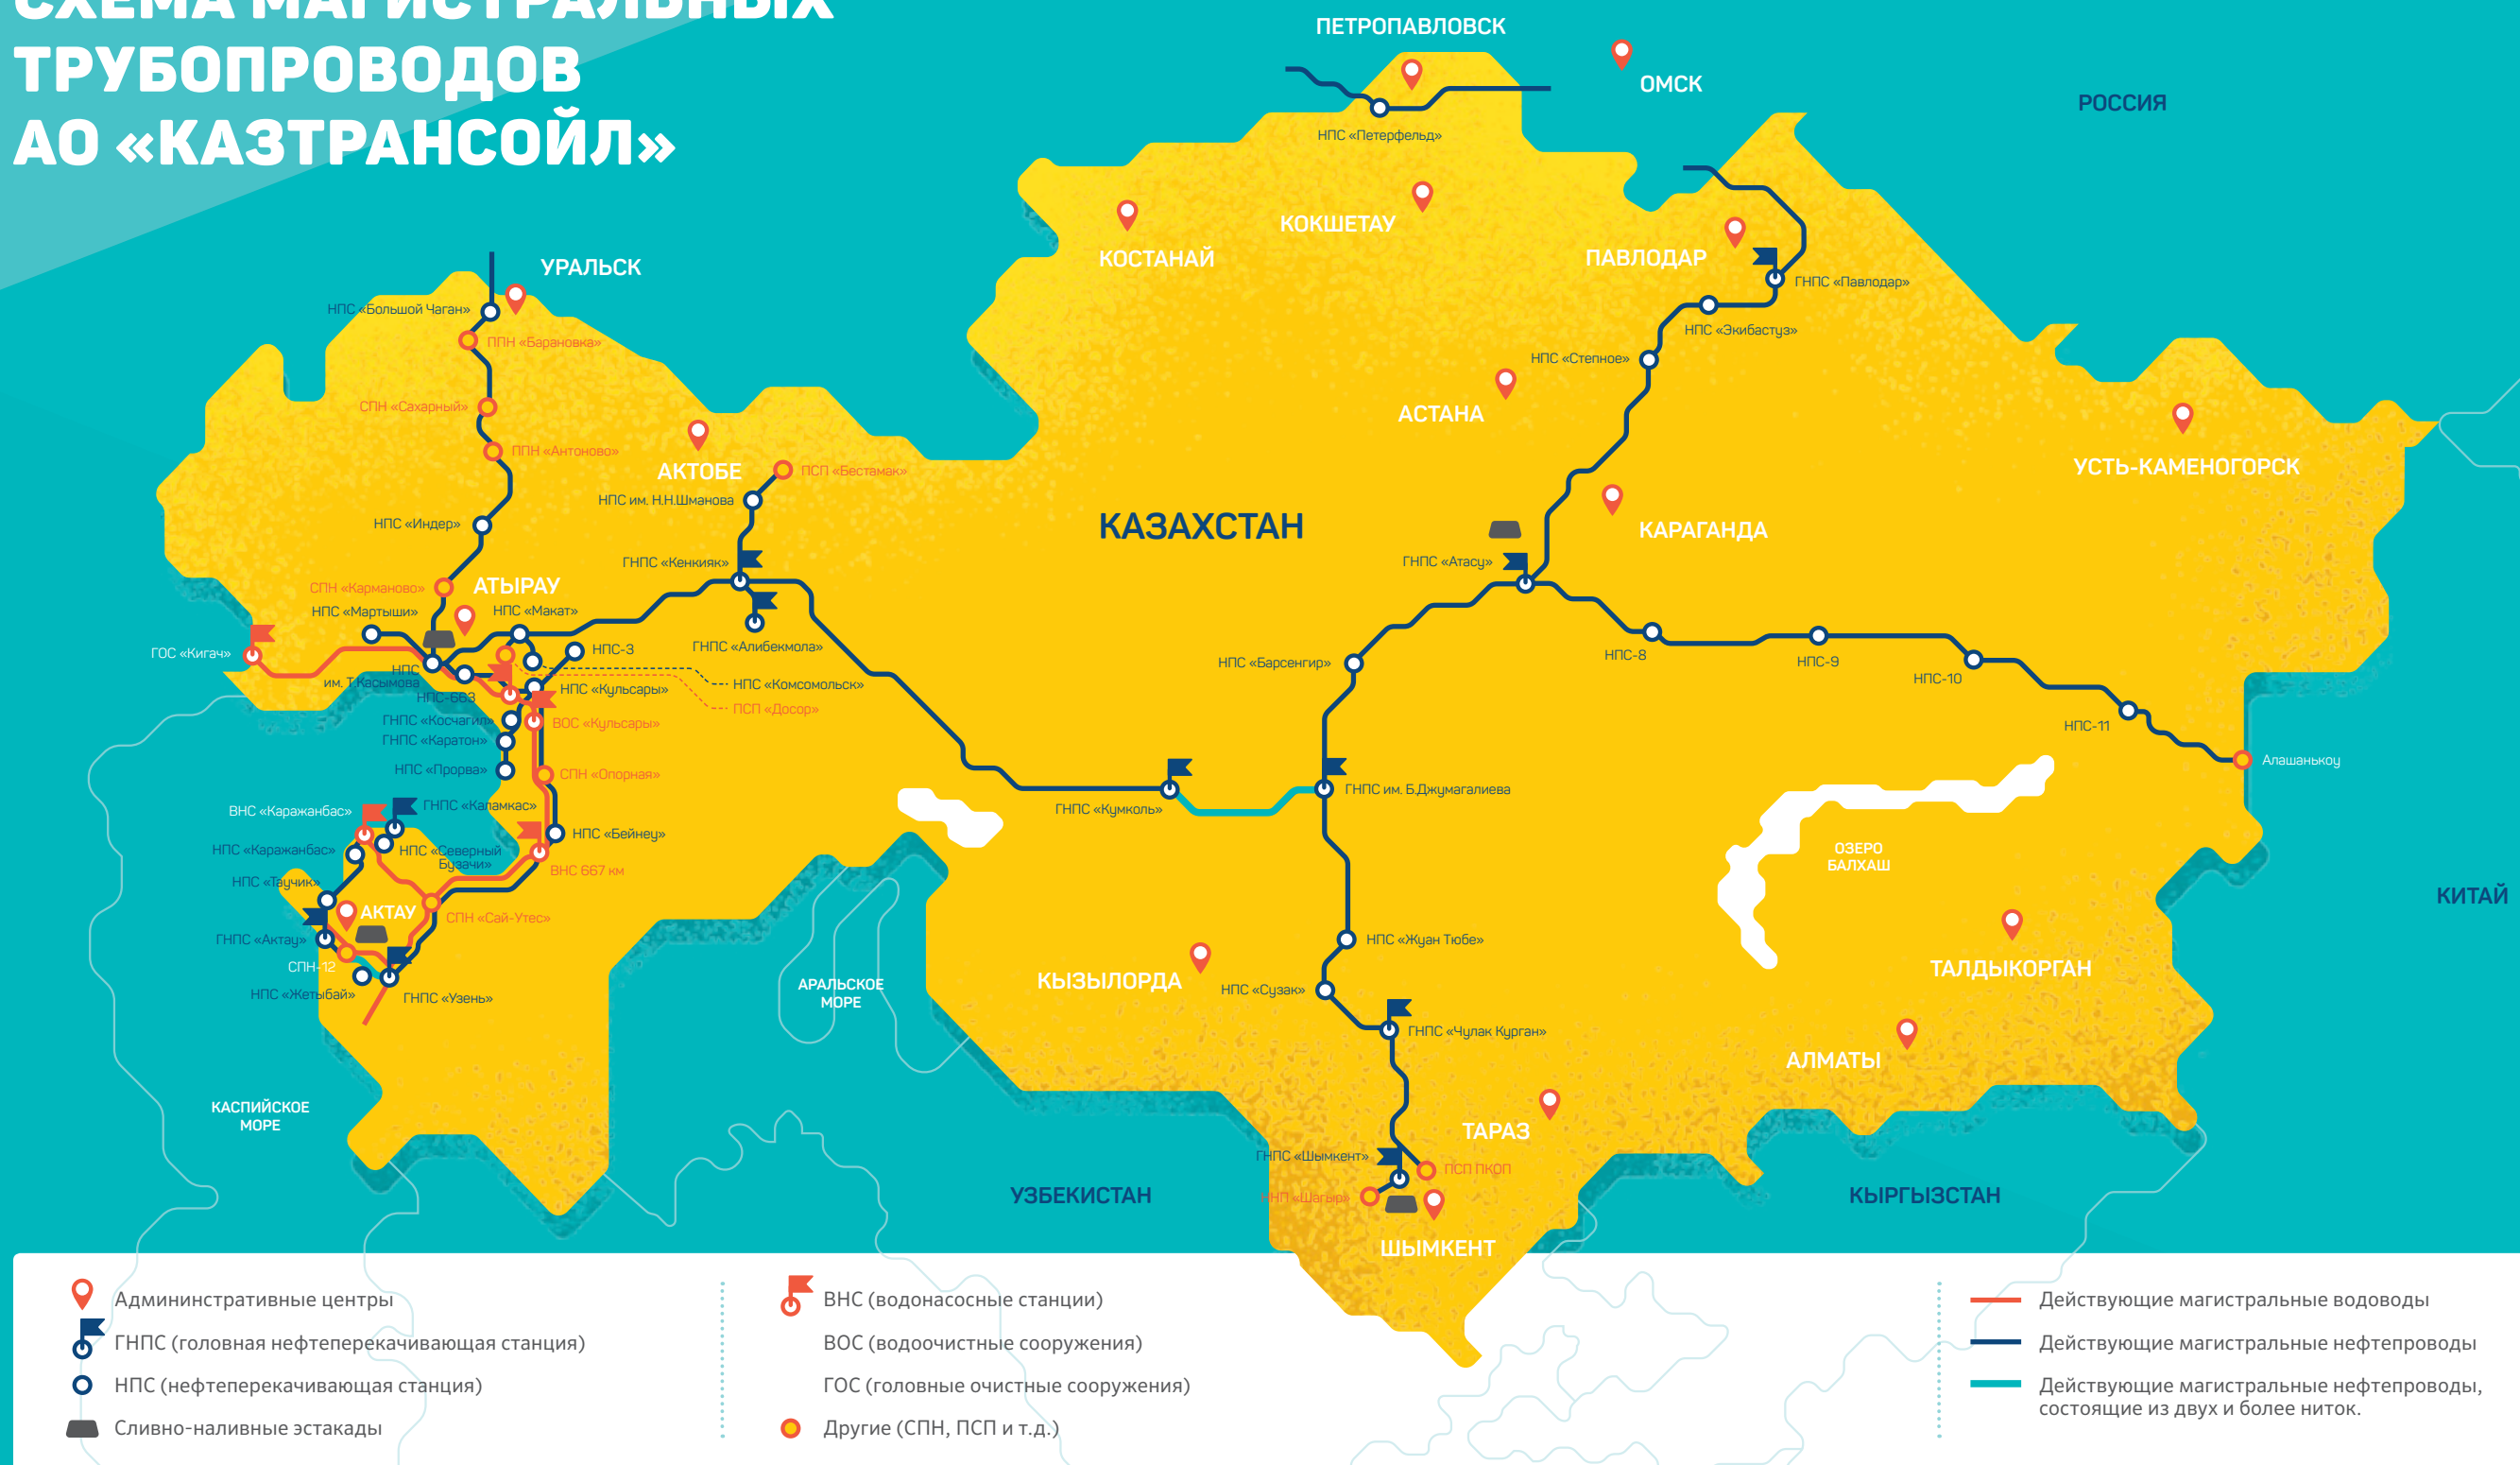 СХЕМА МАГИСТРАЛЬНЫХ
ТРУБОПРОВОДОВ
АО «КАЗТРАНСОЙЛ»
ПЕТРОПАВЛОВСК
ОМСК
РОССИЯ
НПС «Петерфельд»
КОКШЕТАУ
КОСТАНАЙ
ПАВЛОДАР
ГНПС «Павлодар»
НПС «Экибастуз»
НПС «Степное»
УРАЛЬСК
НПС «Большой Чаган»
ППН «Барановка»
СПН «Сахарный»
ППН «Антоново»
АСТАНА
АКТОБЕ
ПСП «Бестамак»
НПС им. Н.Н.Шманова
УСТЬ-КАМЕНОГОРСК
КАЗАХСТАН
КАРАГАНДА
НПС «Индер»
ГНПС «Кенкияк»
ГНПС «Атасу»
СПН «Карманово»
АТЫРАУ
НПС «Мартыши»
НПС «Макат»
ГНПС «Алибекмола»
ГОС «Кигач»
НПС-3
НПС
им. Т.Касымова
НПС-663
НПС «Комсомольск»
НПС «Кульсары»
ПСП «Досор»
ГНПС «Косчагил»
ВОС «Кульсары»
ГНПС «Каратон»
НПС «Прорва»
СПН «Опорная»
НПС «Барсенгир»
НПС-8
НПС-9
НПС-10
НПС-11
Алашанькоу
ГНПС «Кумколь»
ГНПС им. Б.Джумагалиева
ВНС «Каражанбас»
ГНПС «Каламкас»
НПС «Каражанбас»
НПС «Северный
Бузачи»
НПС «Бейнеу»
ВНС 667 км
НПС «Таучик»
АКТАУ
СПН «Сай-Утес»
ГНПС «Актау»
СПН-12
НПС «Жетыбай»
ГНПС «Узень»
ОЗЕРО
БАЛХАШ
КИТАЙ
НПС «Жуан Тюбе»
КЫЗЫЛОРДА
НПС «Сузак»
АРАЛЬСКОЕ
МОРЕ
ГНПС «Чулак Курган»
ТАЛДЫКОРГАН
АЛМАТЫ
КАСПИЙСКОЕ
МОРЕ
ТАРАЗ
ГНПС «Шымкент»
ПСП ПКОП
ННП «Шагыр»
УЗБЕКИСТАН
КЫРГЫЗСТАН
ШЫМКЕНТ
Админинстративные центры
ГНПС (головная нефтеперекачивающая станция)
НПС (нефтеперекачивающая станция)
Сливно-наливные эстакады
ВНС (водонасосные станции)
ВОС (водоочистные сооружения)
ГОС (головные очистные сооружения)
Другие (СПН, ПСП и т.д.)
Действующие магистральные водоводы
Действующие магистральные нефтепроводы
Действующие магистральные нефтепроводы,
состоящие из двух и более ниток.